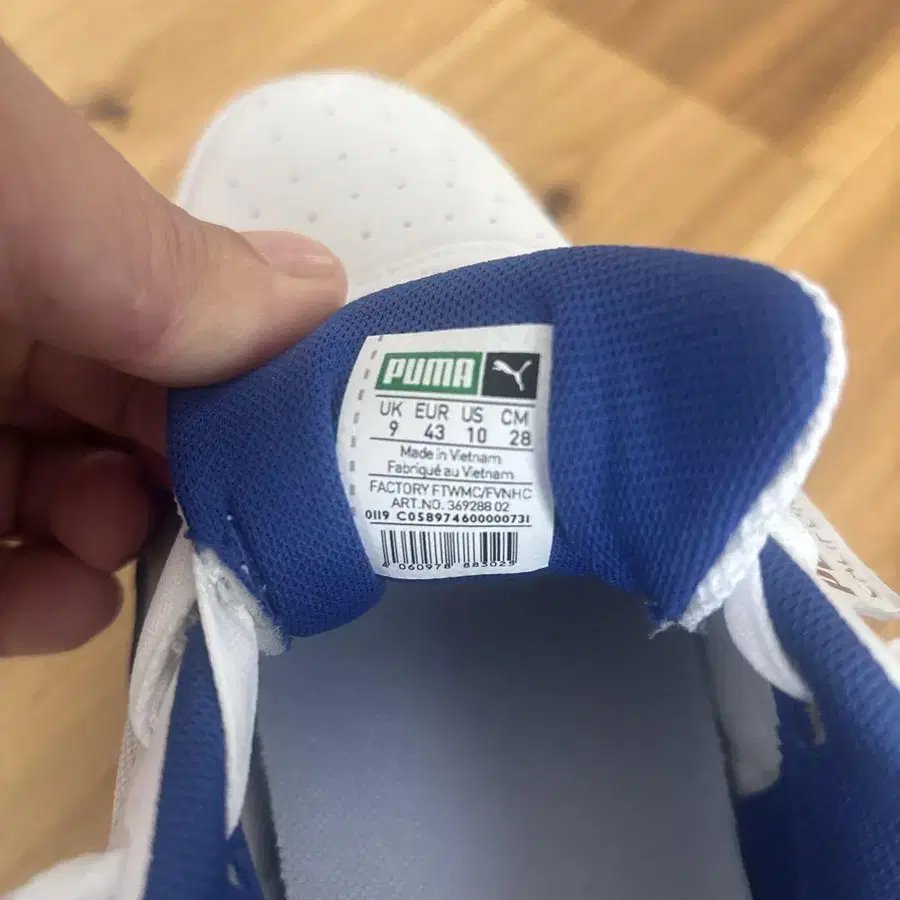 PUMA
UK EUR US CM
9 43 10 28
Made in Vietnam
Fabriqué au Vietnam
FACTORY FTWMC/FVNHC
ART.NO. 369288 02
0119 C058974600000731
4 060978 883025